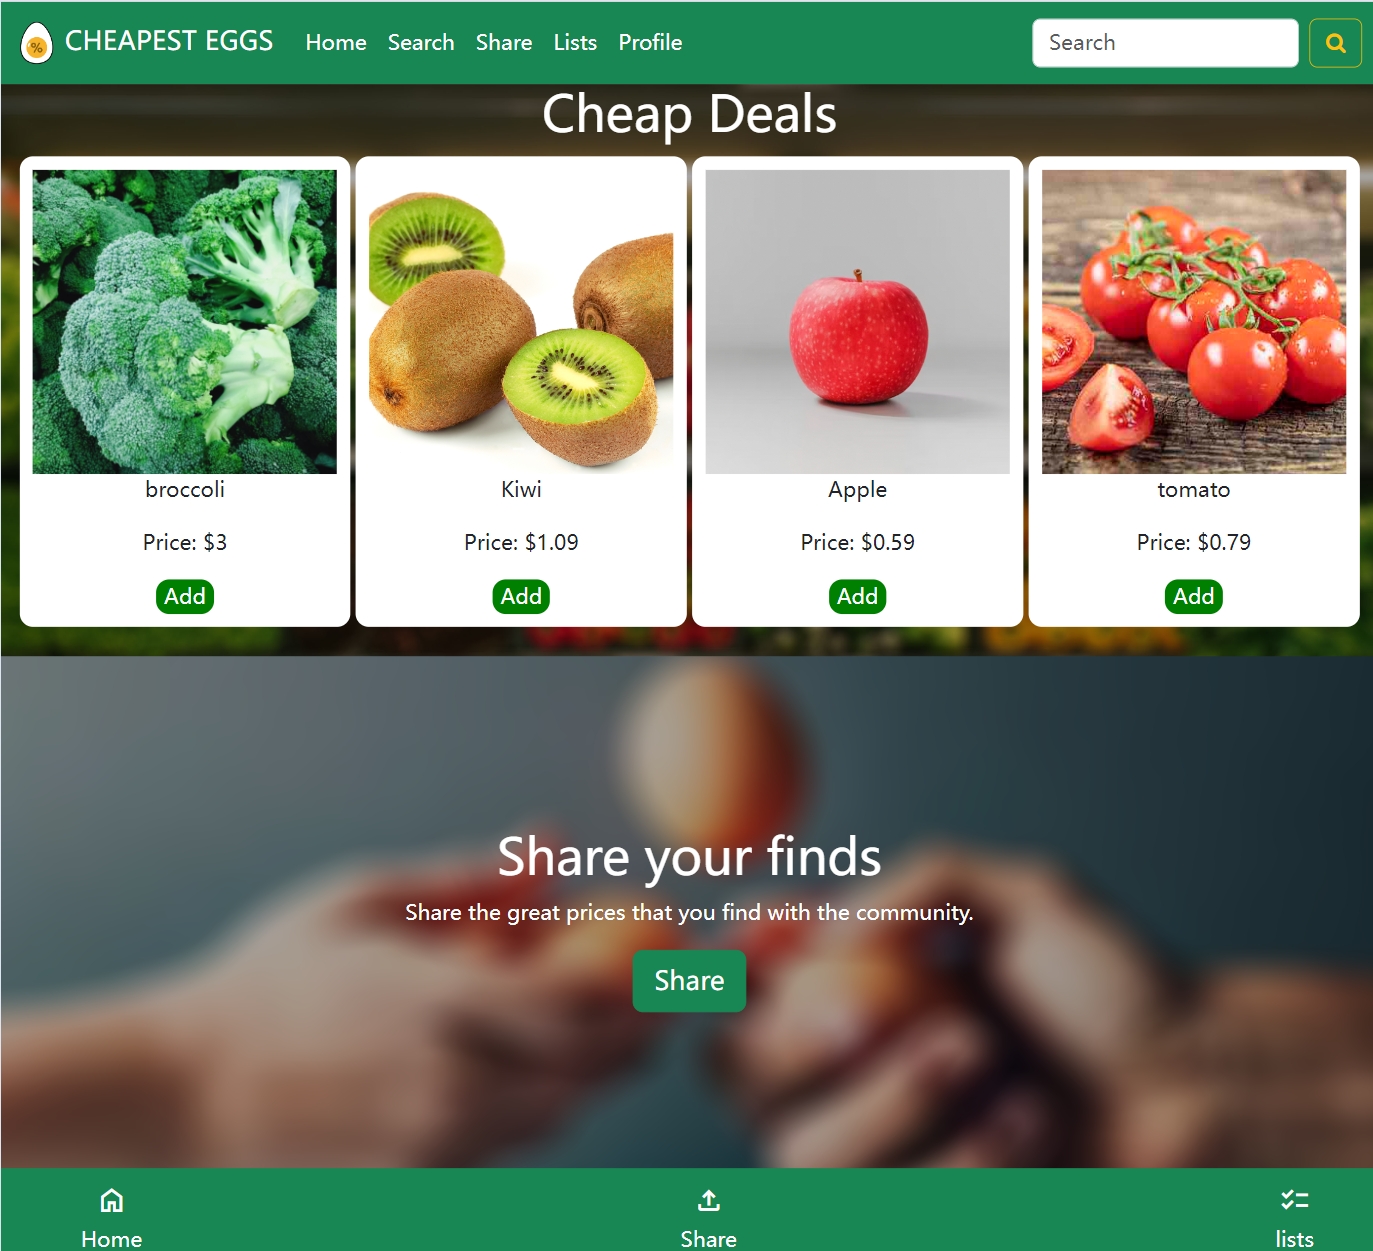 %
CHEAPEST EGGS Home Search Share Lists Profile Search
Cheap Deals
broccoli Kiwi Apple tomato
Price: $3 Price: $1.09 Price: $0.59 Price: $0.79
Add Add Add Add
Share your finds
Share the great prices that you find with the community.
Share
Home Share lists